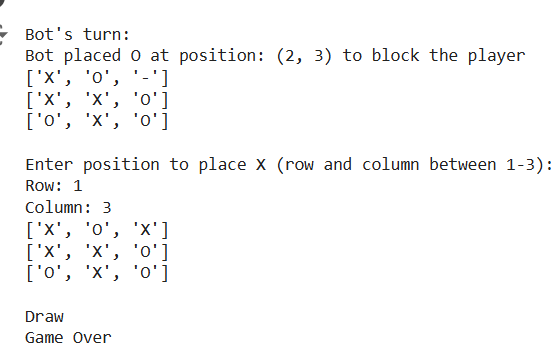 Bot's turn:
Bot placed O at position: (2, 3) to block the player
['X', 'O', '-']
['X', 'X', 'O']
['O', 'X', 'O']
Enter position to place X (row and column between 1-3):
Row: 1
Column: 3
['X', 'O', 'X']
['X', 'X', 'O']
['O', 'X', 'O']
Draw
Game Over